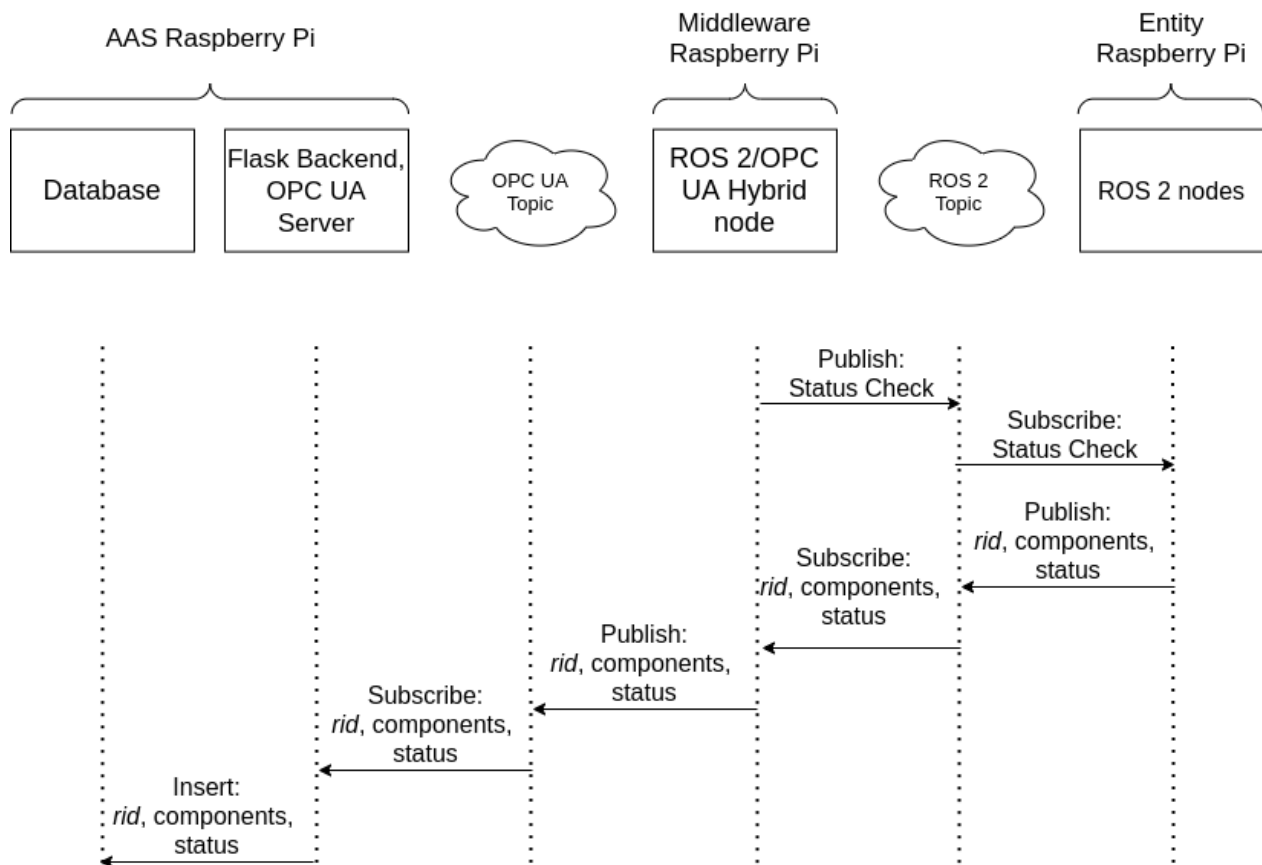 AAS Raspberry Pi
Middleware
Raspberry Pi
Entity
Raspberry Pi
Database
Flask Backend,
OPC UA
Server
OPC UA
Topic
ROS 2/OPC
UA Hybrid
node
ROS 2
Topic
ROS 2 nodes
Publish:
Status Check
Subscribe:
Status Check
Publish:
rid, components,
status
Subscribe:
rid, components,
status
Publish:
rid, components,
status
Subscribe:
rid, components,
status
Insert:
rid, components,
status